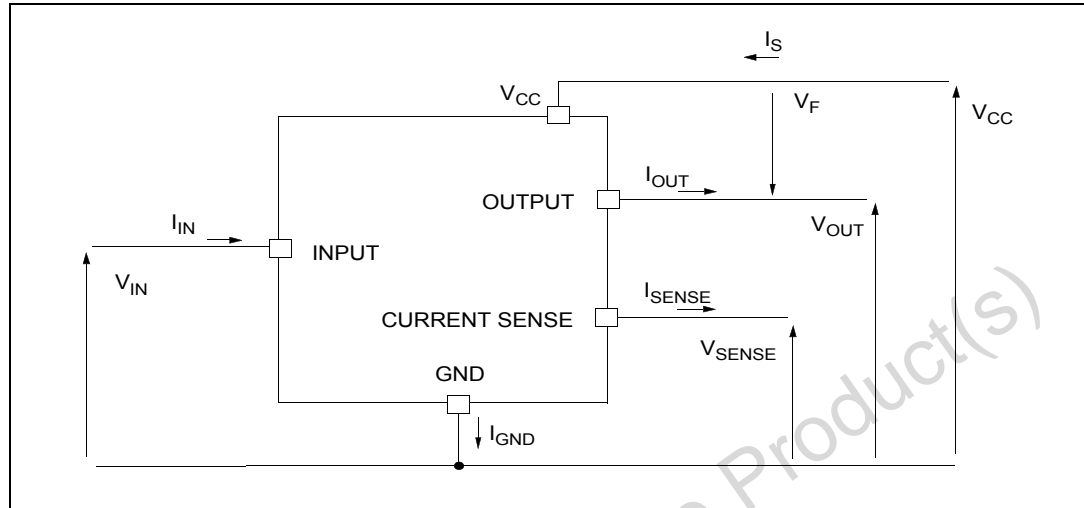 I_S
V_CC
V_F
V_CC
I_OUT
OUTPUT
V_OUT
I_IN
INPUT
V_IN
I_SENSE
CURRENT SENSE
V_SENSE
GND
I_GND
Product(s)